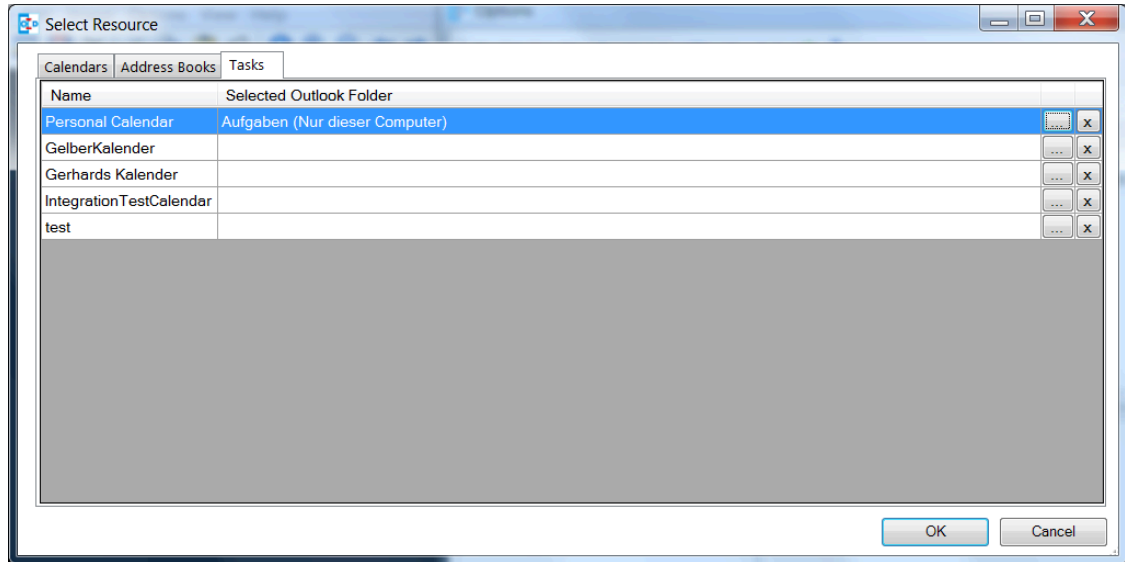 Select Resource
Calendars Address Books Tasks
Name Selected Outlook Folder
Personal Calendar Aufgaben (Nur dieser Computer) ... x
GelberKalender ... x
Gerhards Kalender ... x
IntegrationTestCalendar ... x
test ... x
OK Cancel